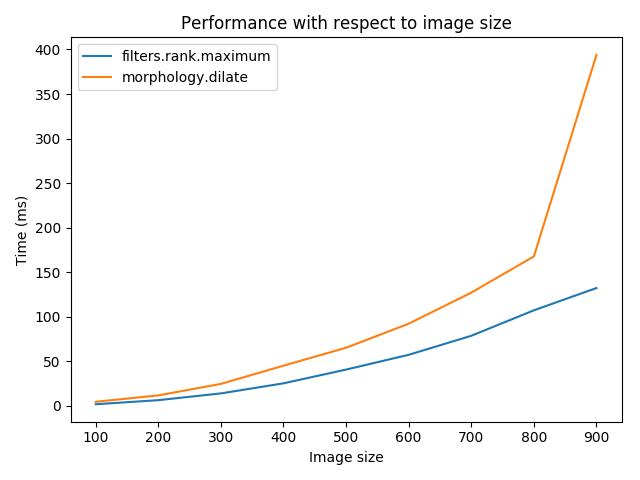 Performance with respect to image size
filters.rank.maximum
morphology.dilate
400
350
300
250
200
150
100
50
0
Time (ms)
100 200 300 400 500 600 700 800 900
Image size